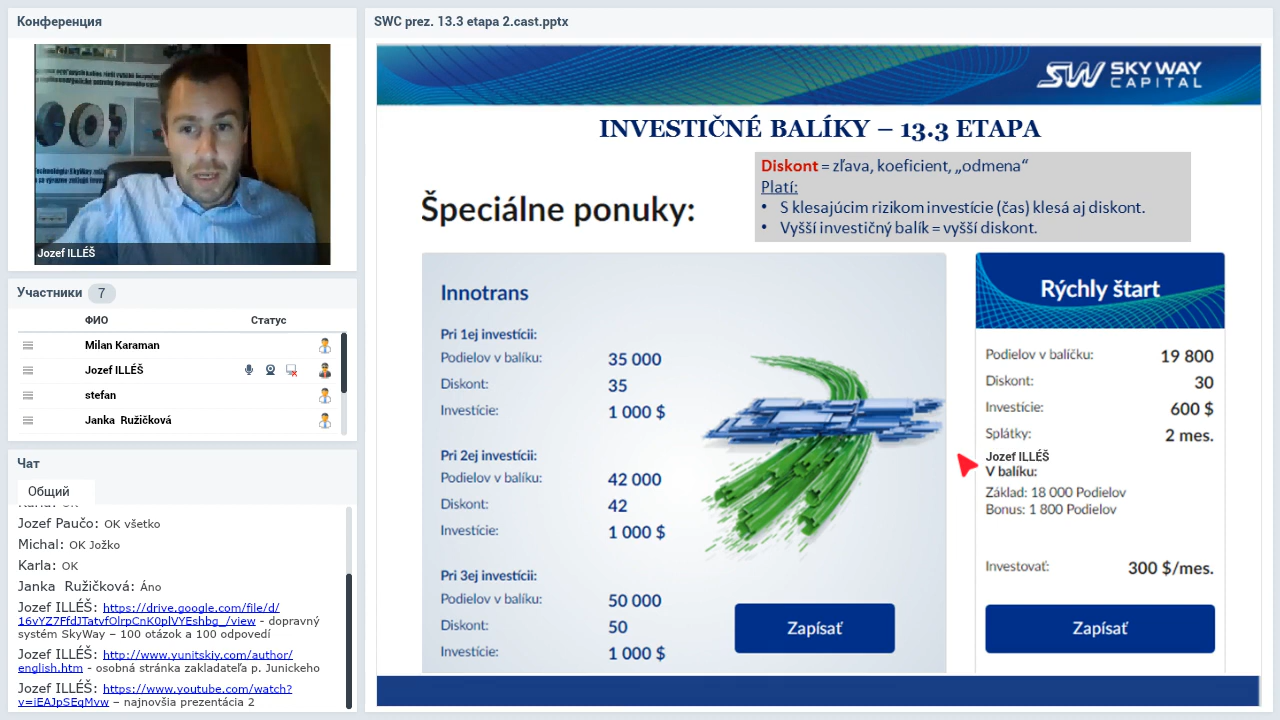 Конференция
Jozef ILLÉŠ
Участники 7
ФИО Статус
Milan Karaman
Jozef ILLÉŠ
stefan
Janka Ružičková
Чат
Общий
Jozef Paučo: OK všetko
Michal: OK Jožko
Karla: OK
Janka Ružičková: Áno
Jozef ILLÉŠ: https://drive.google.com/file/d/
16vYZ7FfdJTatvfOlrpCnK0plVYEshbg_/view - dopravný
systém SkyWay – 100 otázok a 100 odpovedí
Jozef ILLÉŠ: http://www.yunitskiy.com/author/
english.htm - osobná stránka zakladateľa p. Junickeho
Jozef ILLÉŠ: https://www.youtube.com/watch?
v=iEAJpSEqMvw – najnovšia prezentácia 2
SWC prez. 13.3 etapa 2.cast.pptx
SW SKY WAY
CAPITAL
INVESTIČNÉ BALÍKY – 13.3 ETAPA
Diskont = zľava, koeficient, „odmena“
Platí:
• S klesajúcim rizikom investície (čas) klesá aj diskont.
• Vyšší investičný balík = vyšší diskont.
Špeciálne ponuky:
Innotrans
Pri 1ej investícii:
Podielov v balíku: 35 000
Diskont: 35
Investície: 1 000 $
Pri 2ej investícii:
Podielov v balíku: 42 000
Diskont: 42
Investície: 1 000 $
Pri 3ej investícii:
Podielov v balíku: 50 000
Diskont: 50
Investície: 1 000 $
Zapísať
Rýchly štart
Podielov v balíčku: 19 800
Diskont: 30
Investície: 600 $
Splátky: 2 mes.
Jozef ILLÉŠ
V balíku:
Základ: 18 000 Podielov
Bonus: 1 800 Podielov
Investovať: 300 $/mes.
Zapísať